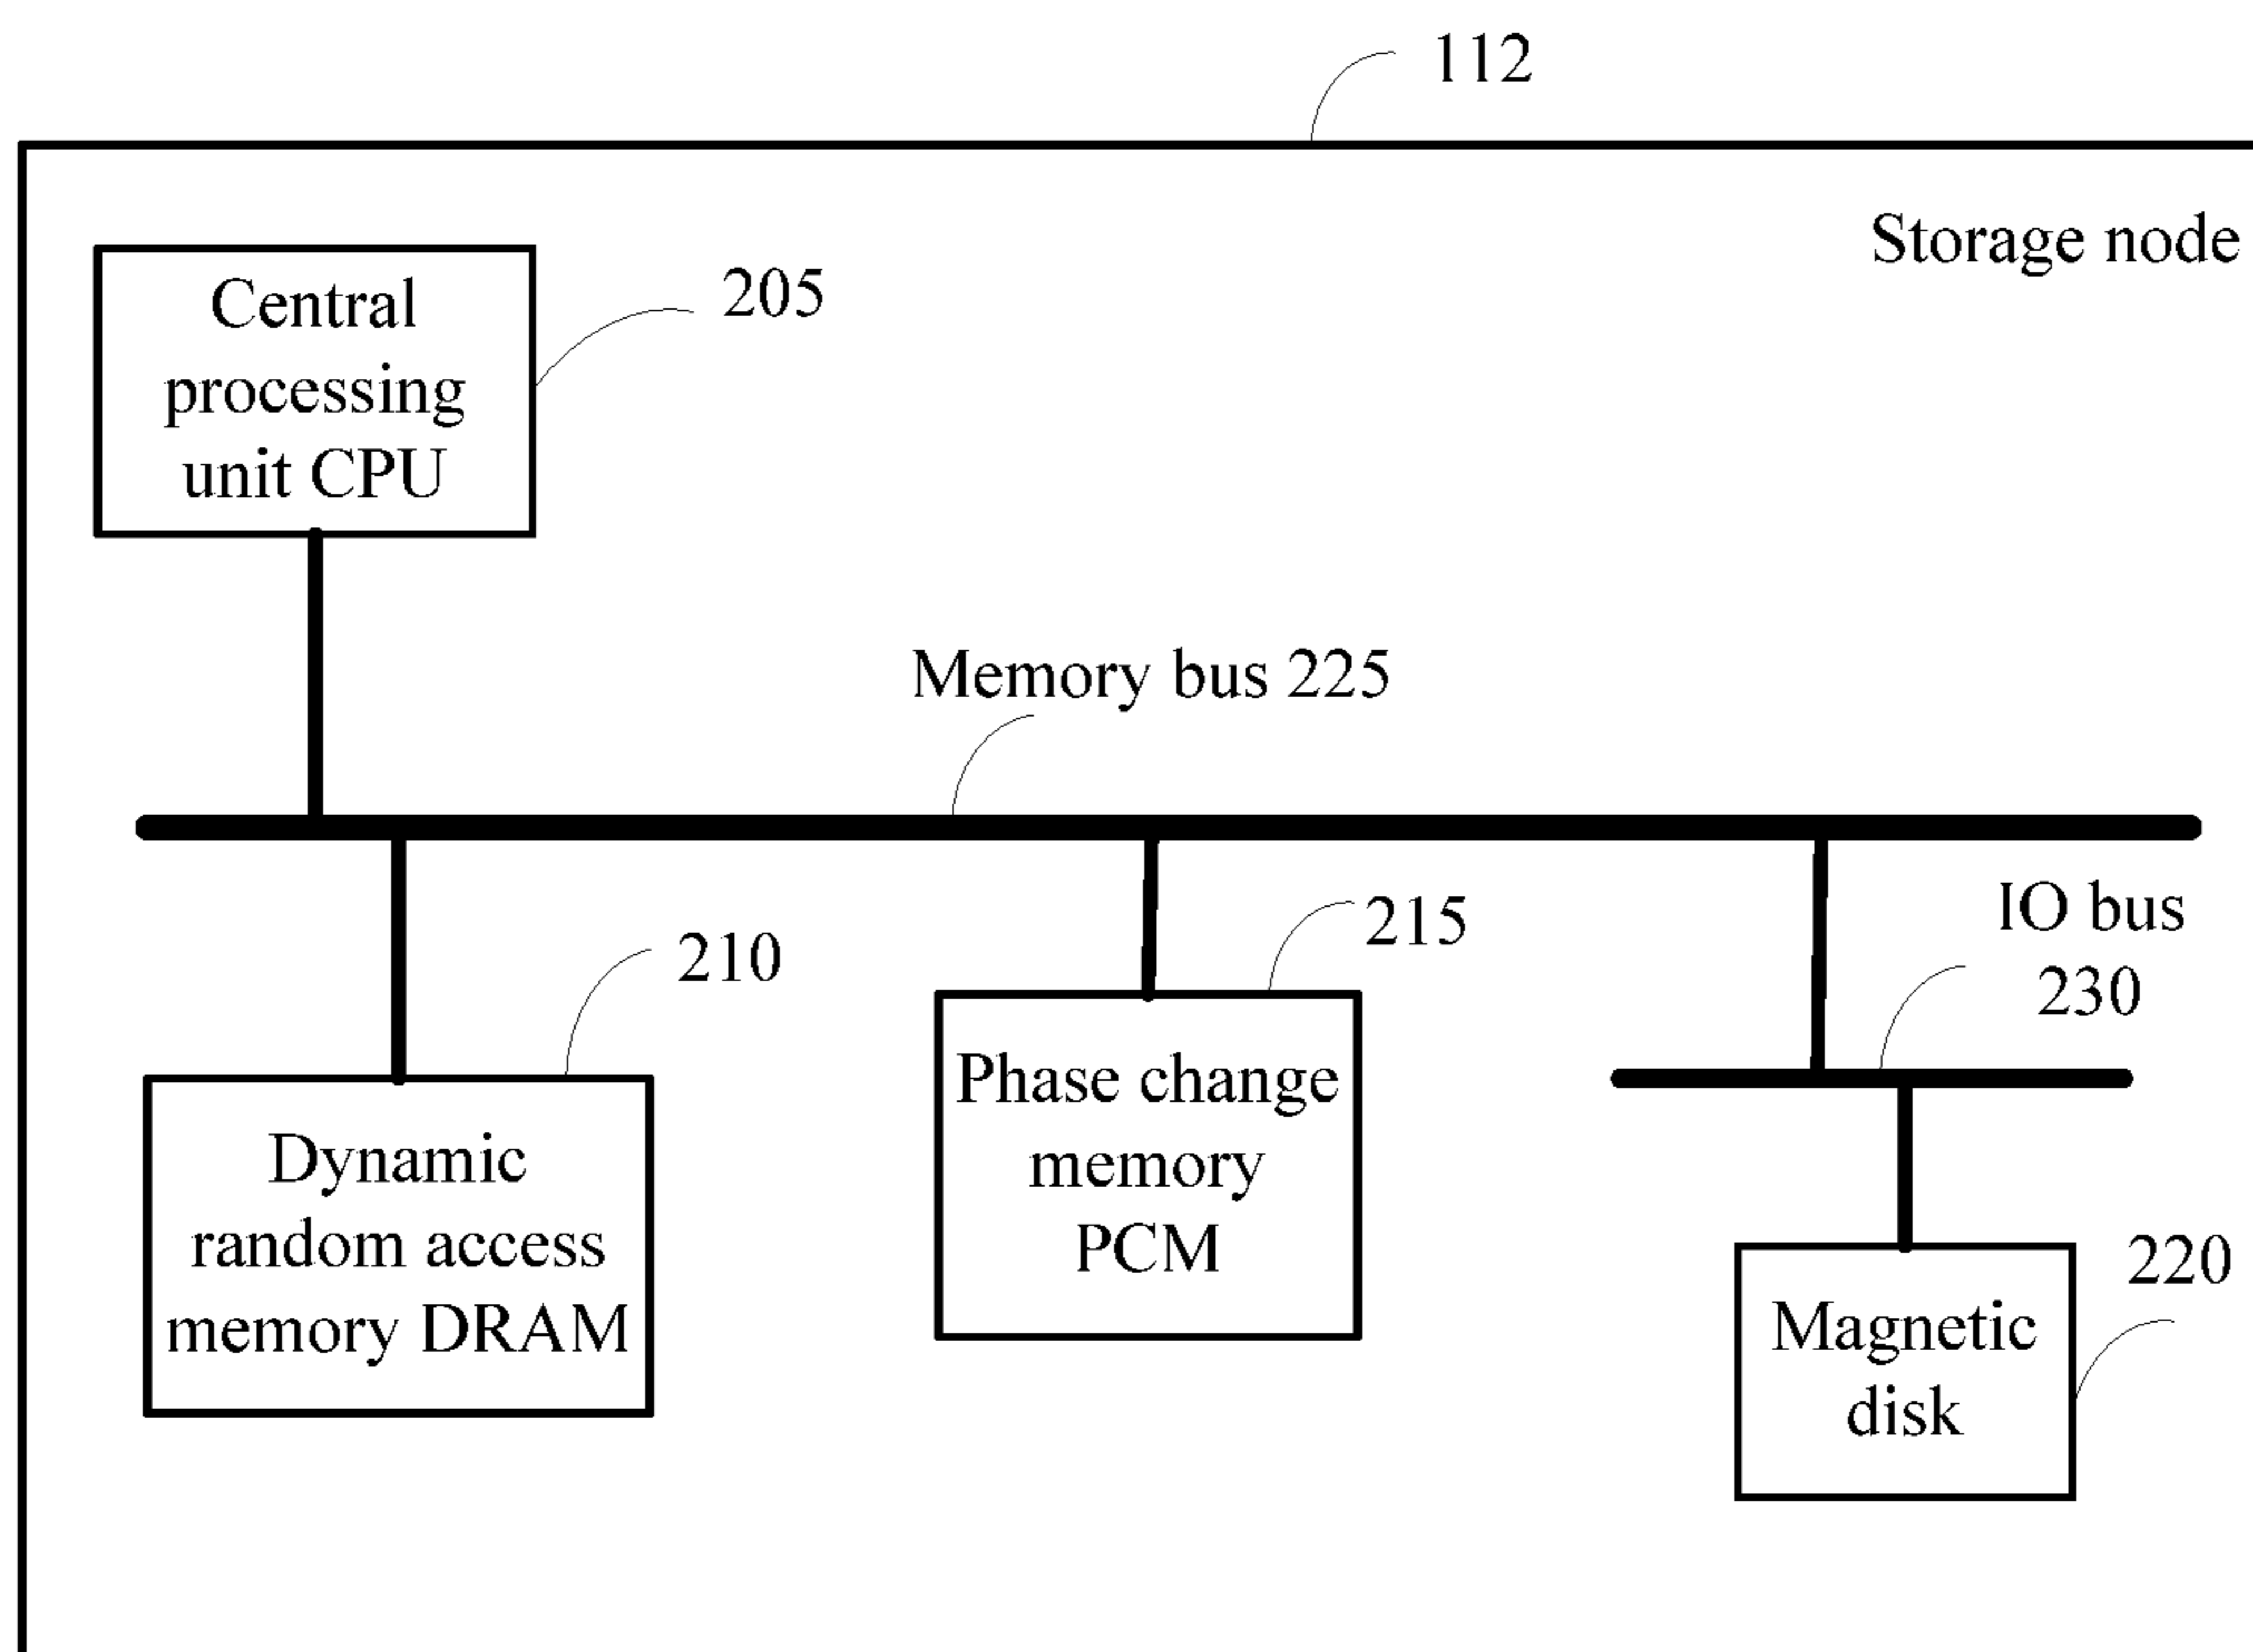 112
Storage node
Central
processing
unit CPU
205
Memory bus 225
210
Dynamic
random access
memory DRAM
215
Phase change
memory
PCM
IO bus
230
220
Magnetic
disk